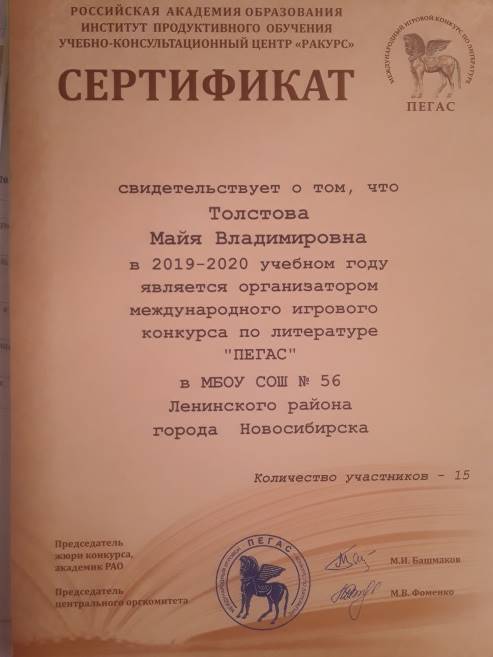 РОССИЙСКАЯ АКАДЕМИЯ ОБРАЗОВАНИЯ
ИНСТИТУТ ПРОДУКТИВНОГО ОБУЧЕНИЯ
УЧЕБНО-КОНСУЛЬТАЦИОННЫЙ ЦЕНТР «РАКУРС»
СЕРТИФИКАТ
МЕЖДУНАРОДНЫЙ ИГРОВОЙ КОНКУРС ПО ЛИТЕРАТУРЕ
ПЕГАС
свидетельствует о том, что
Толстова
Майя Владимировна
в 2019-2020 учебном году
является организатором
международного игрового
конкурса по литературе
"ПЕГАС"
в МБОУ СОШ № 56
Ленинского района
города Новосибирска
Количество участников - 15
Председатель
жюри конкурса,
академик РАО
М.И. Башмаков
Председатель
центрального оргкомитета
М.В. Фоменко
ПЕГАС